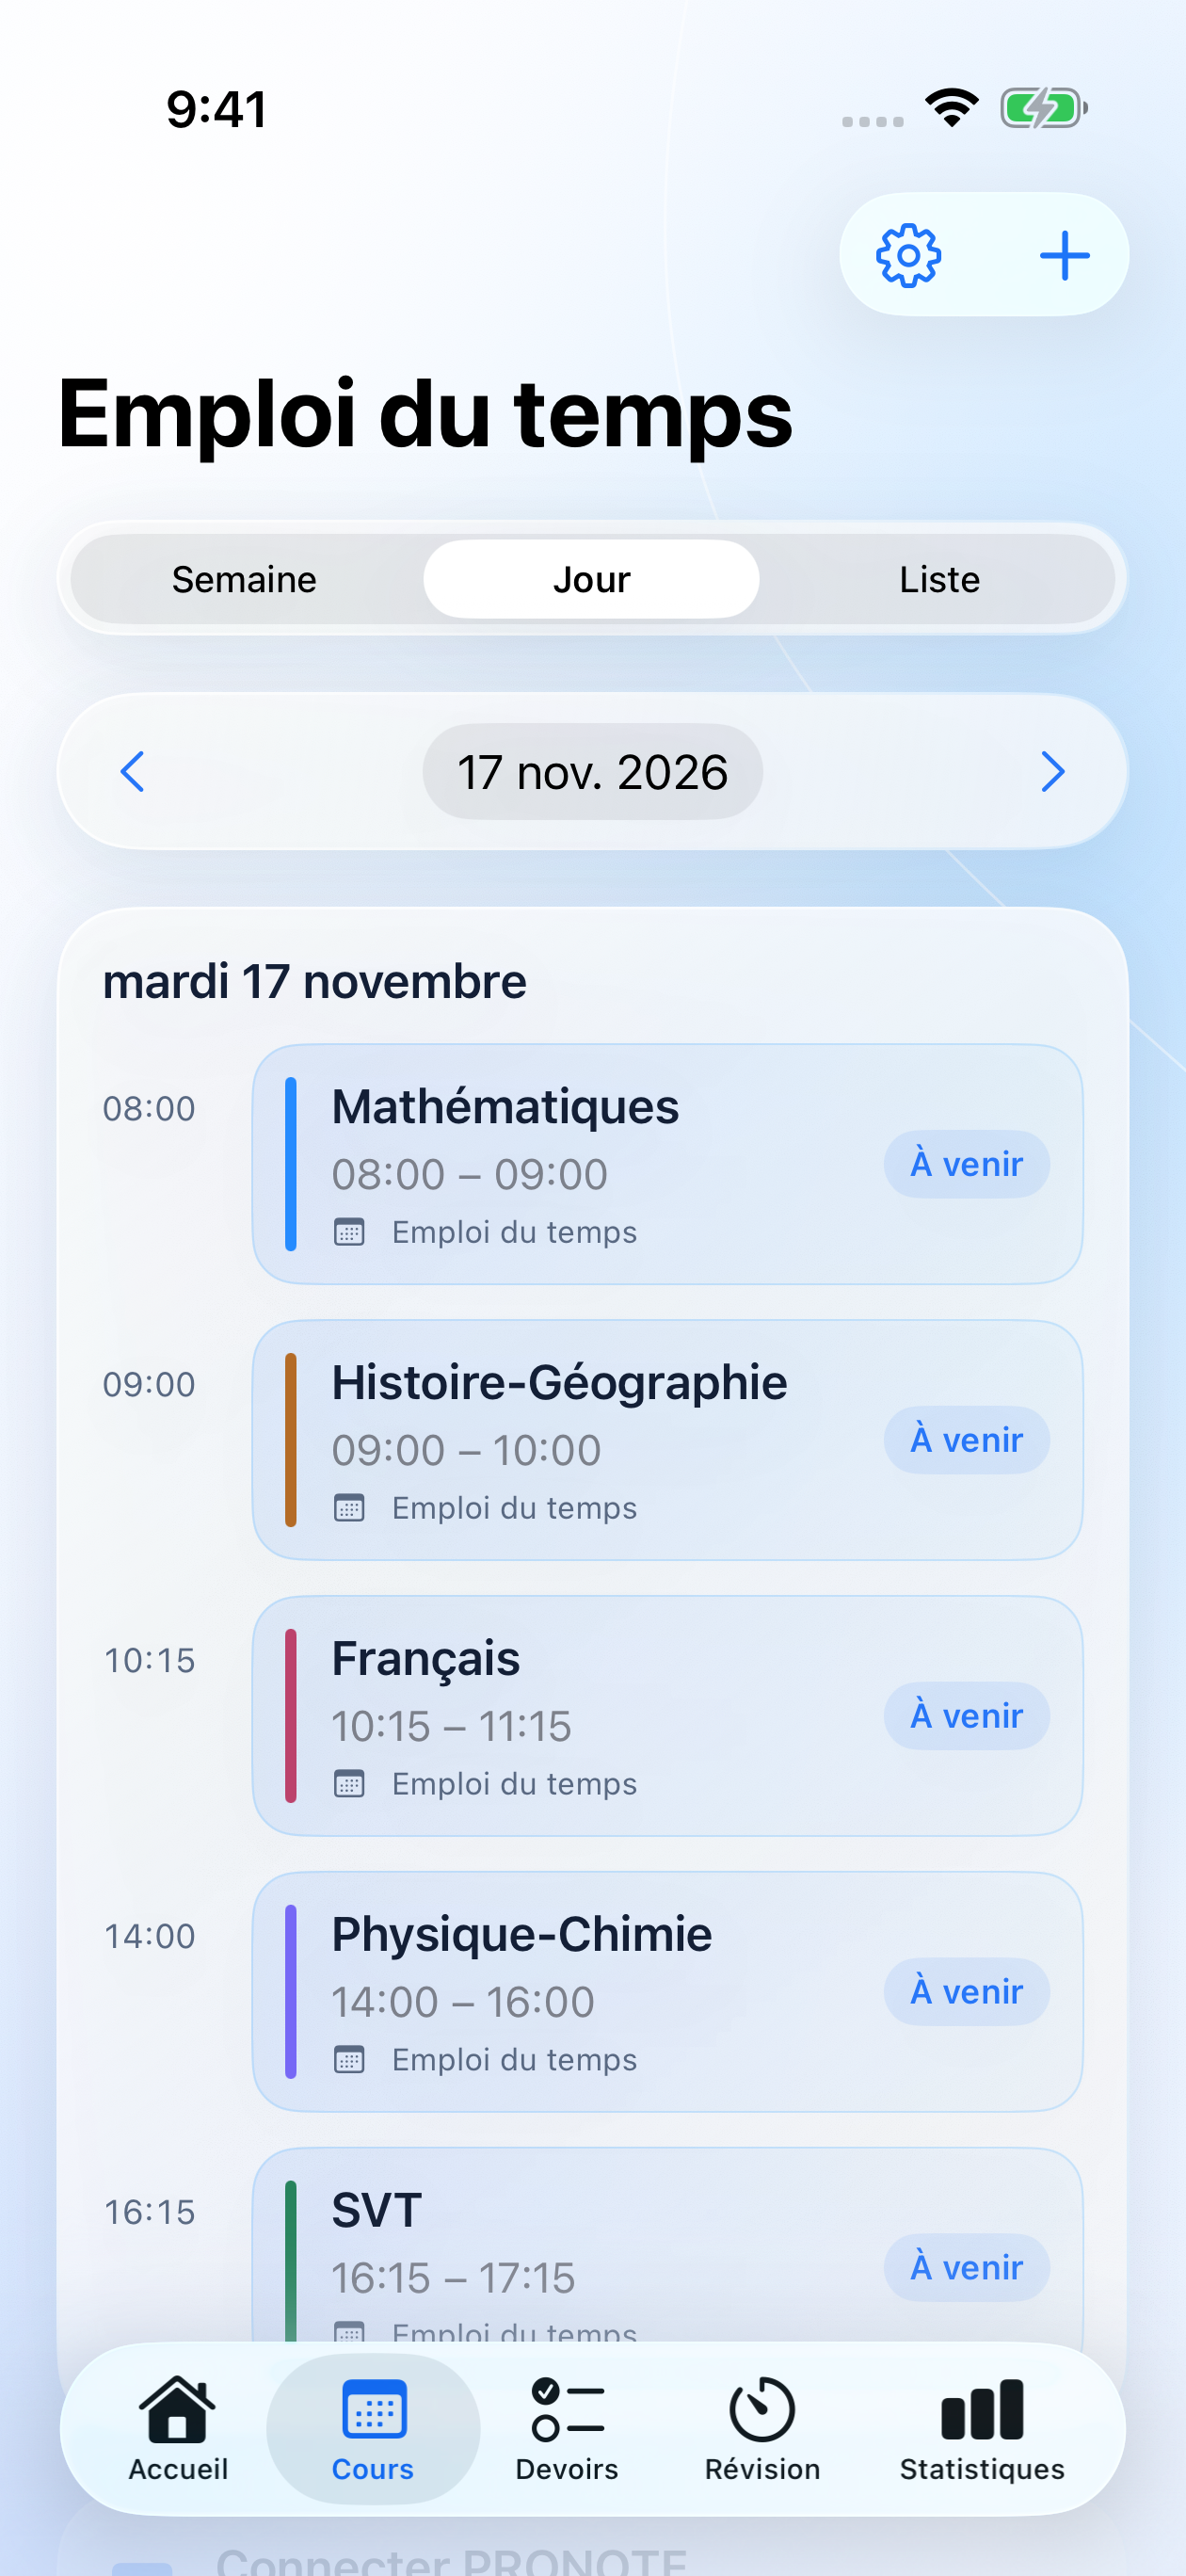 9:41
Emploi du temps
Semaine Jour Liste
17 nov. 2026
mardi 17 novembre
08:00
Mathématiques
08:00 – 09:00
Emploi du temps
À venir
09:00
Histoire-Géographie
09:00 – 10:00
Emploi du temps
À venir
10:15
Français
10:15 – 11:15
Emploi du temps
À venir
14:00
Physique-Chimie
14:00 – 16:00
Emploi du temps
À venir
16:15
SVT
16:15 – 17:15
Emploi du temps
À venir
Accueil Cours Devoirs Révision Statistiques
Connecter PRONOTE